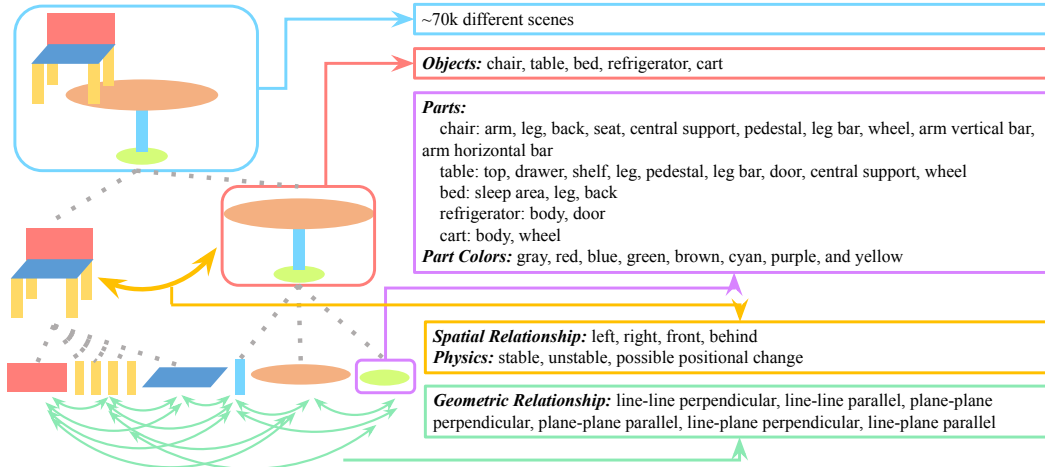 ~70k different scenes
Objects: chair, table, bed, refrigerator, cart
Parts:
chair: arm, leg, back, seat, central support, pedestal, leg bar, wheel, arm vertical bar,
arm horizontal bar
table: top, drawer, shelf, leg, pedestal, leg bar, door, central support, wheel
bed: sleep area, leg, back
refrigerator: body, door
cart: body, wheel
Part Colors: gray, red, blue, green, brown, cyan, purple, and yellow
Spatial Relationship: left, right, front, behind
Physics: stable, unstable, possible positional change
Geometric Relationship: line-line perpendicular, line-line parallel, plane-plane
perpendicular, plane-plane parallel, line-plane perpendicular, line-plane parallel